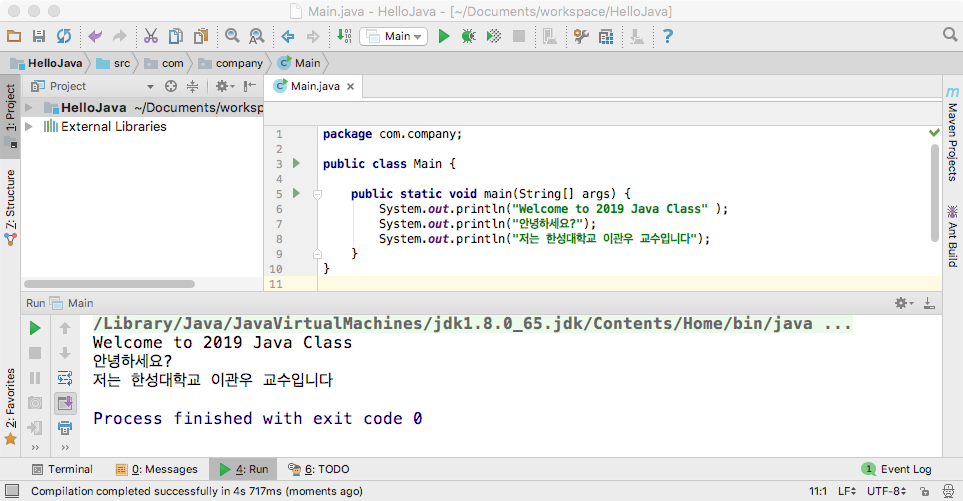 Main.java - HelloJava - [~/Documents/workspace/HelloJava]
Main
HelloJava src com company Main
1: Project
Z: Structure
2: Favorites
Project
HelloJava ~/Documents/worksp
External Libraries
Main.java
1 package com.company;
2
3 public class Main {
4
5 public static void main(String[] args) {
6 System.out.println("Welcome to 2019 Java Class" );
7 System.out.println("안녕하세요?");
8 System.out.println("저는 한성대학교 이관우 교수입니다");
9 }
10 }
11
m Maven Projects
Ant Build
Run Main
/Library/Java/JavaVirtualMachines/jdk1.8.0_65.jdk/Contents/Home/bin/java ...
Welcome to 2019 Java Class
안녕하세요?
저는 한성대학교 이관우 교수입니다
Process finished with exit code 0
Terminal 0: Messages 4: Run 6: TODO 1 Event Log
Compilation completed successfully in 4s 717ms (moments ago) 11:1 LF UTF-8